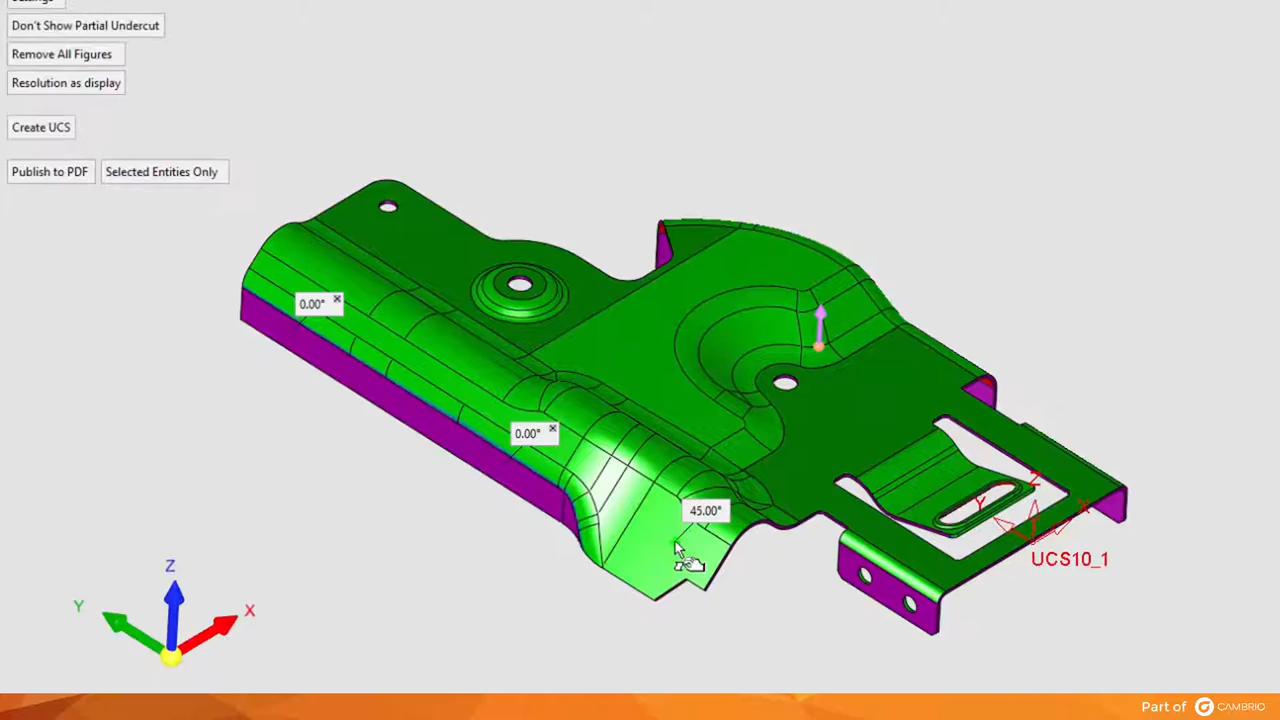 Settings
Don't Show Partial Undercut
Remove All Figures
Resolution as display
Create UCS
Publish to PDF Selected Entities Only
0.00°
0.00°
45.00°
Z
Y
X
UCS10_1
Z
Y
X
Part of CAMBRIO